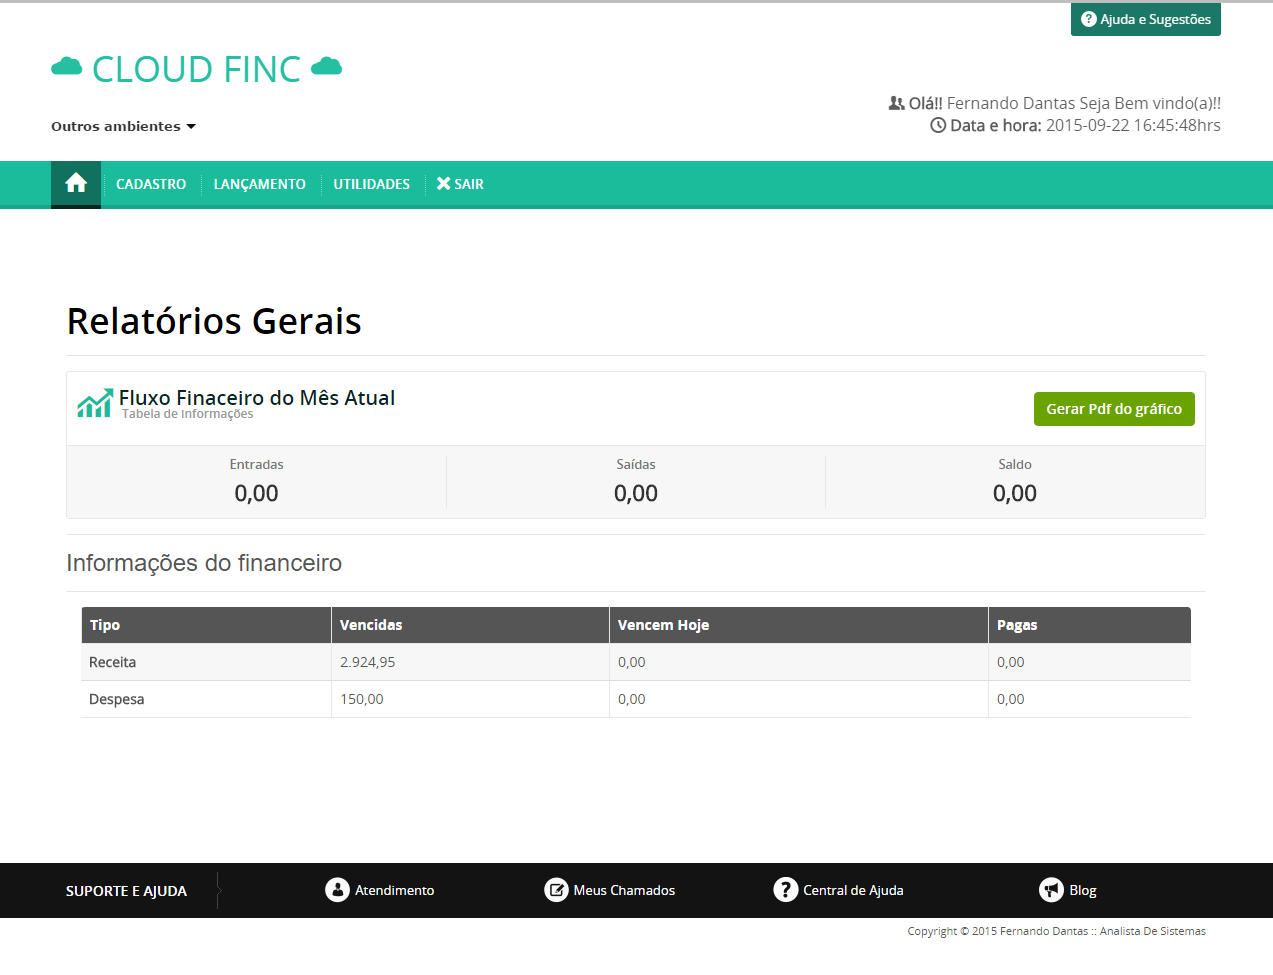 Ajuda e Sugestões
CLOUD FINC
Olá!! Fernando Dantas Seja Bem vindo(a)!!
Outros ambientes
Data e hora: 2015-09-22 16:45:48hrs
CADASTRO LANÇAMENTO UTILIDADES SAIR
Relatórios Gerais
Fluxo Finaceiro do Mês Atual
Tabela de Informações
Gerar Pdf do gráfico
Entradas Saídas Saldo
0,00 0,00 0,00
Informações do financeiro
Tipo Vencidas Vencem Hoje Pagas
Receita 2.924,95 0,00 0,00
Despesa 150,00 0,00 0,00
SUPORTE E AJUDA Atendimento Meus Chamados Central de Ajuda Blog
Copyright © 2015 Fernando Dantas :: Analista De Sistemas